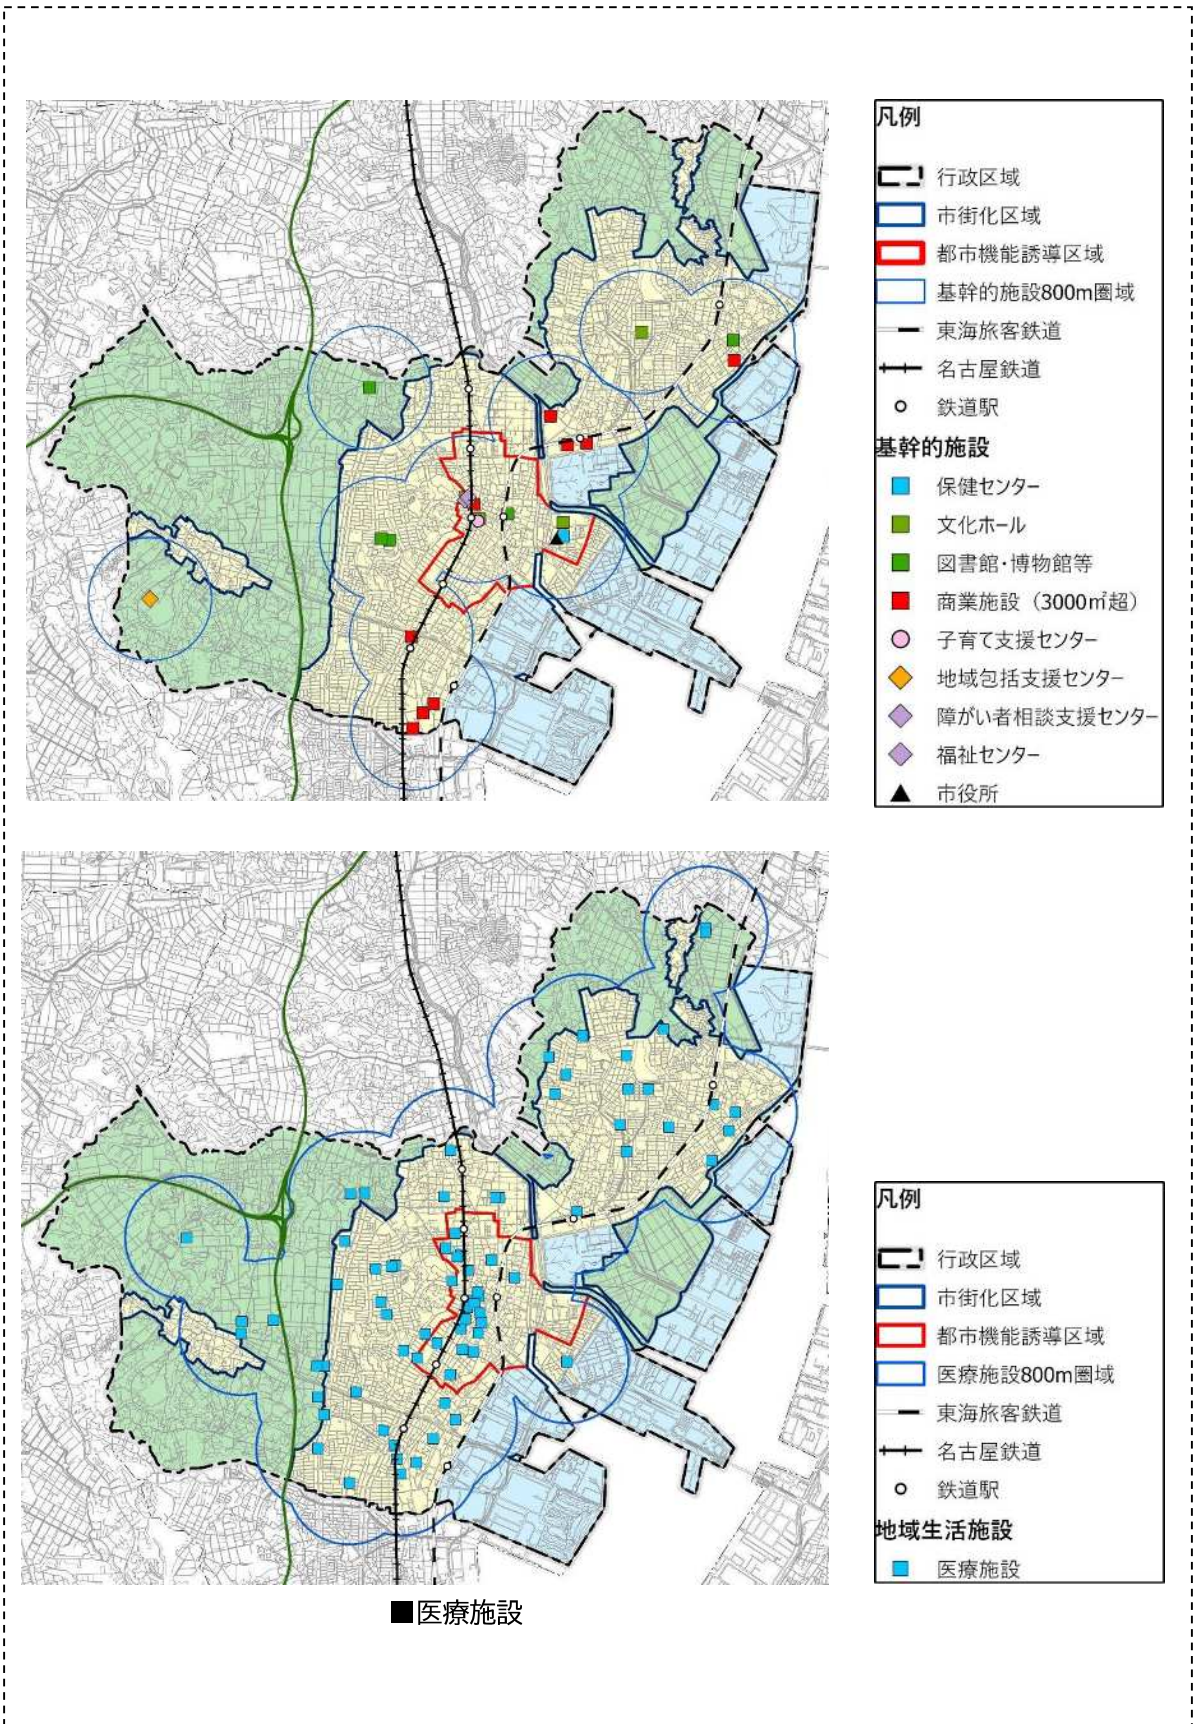 凡例
行政区域
市街化区域
都市機能誘導区域
基幹的施設800m圏域
東海旅客鉄道
名古屋鉄道
鉄道駅
基幹的施設
保健センター
文化ホール
図書館・博物館等
商業施設（3000㎡超）
子育て支援センター
地域包括支援センター
障がい者相談支援センター
福祉センター
市役所
凡例
行政区域
市街化区域
都市機能誘導区域
医療施設800m圏域
東海旅客鉄道
名古屋鉄道
鉄道駅
地域生活施設
医療施設
■医療施設